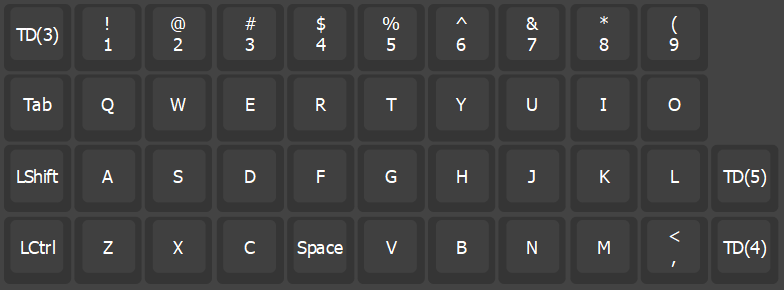 TD(3) ! @ # $ % ^ & * (
1 2 3 4 5 6 7 8 9
Tab Q W E R T Y U I O
LShift A S D F G H J K L TD(5)
LCtrl Z X C Space V B N M < TD(4)
,